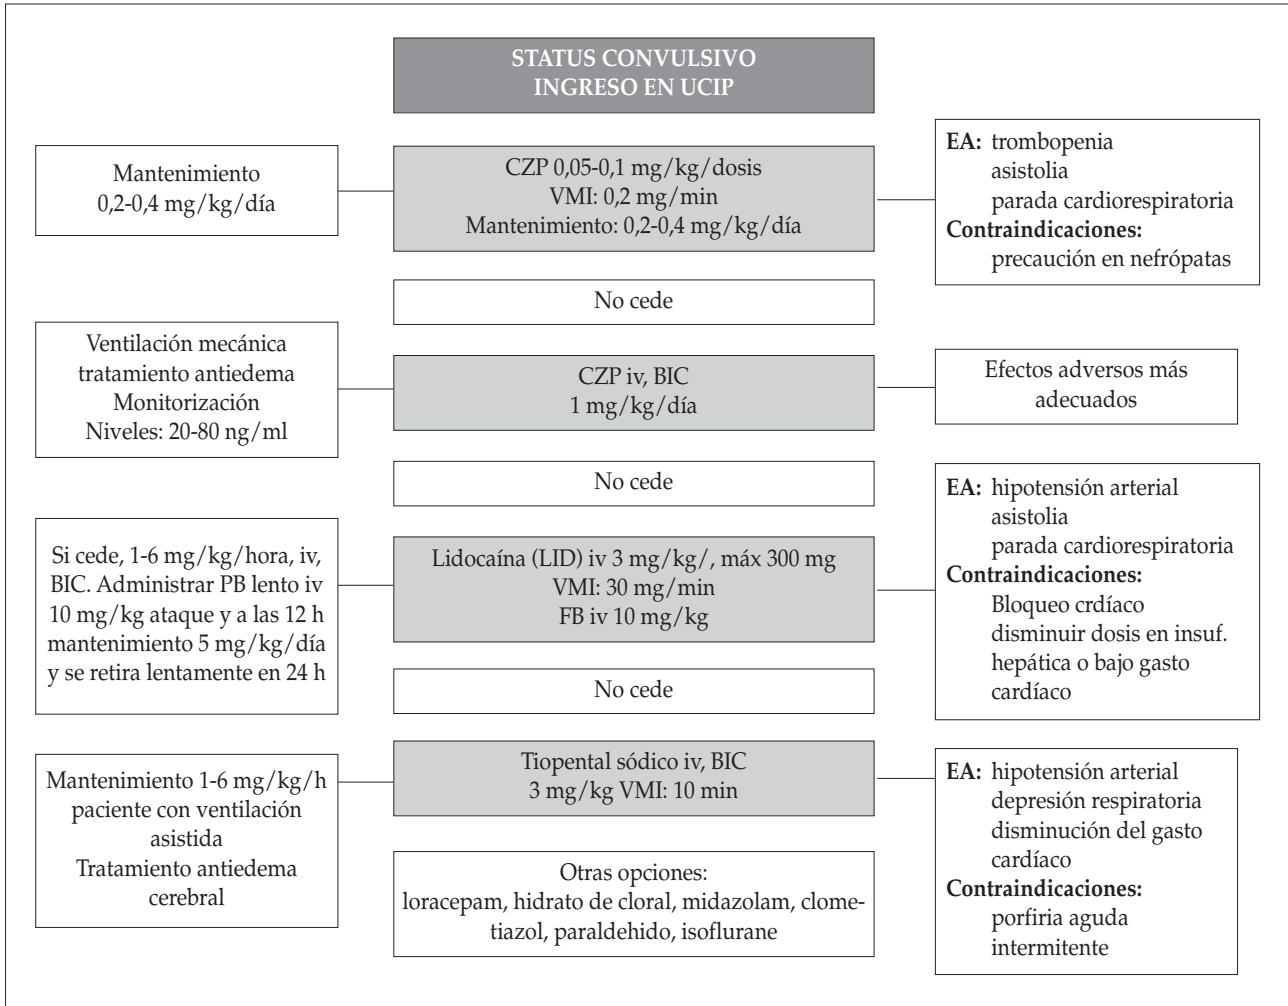 STATUS CONVULSIVO
INGRESO EN UCIP
Mantenimiento
0,2-0,4 mg/kg/día
CZP 0,05-0,1 mg/kg/dosis
VMI: 0,2 mg/min
Mantenimiento: 0,2-0,4 mg/kg/día
EA: trombopenia
asistolia
parada cardiorespiratoria
Contraindicaciones:
precaución en nefrópatas
No cede
Ventilación mecánica
tratamiento antiedema
Monitorización
Niveles: 20-80 ng/ml
CZP iv, BIC
1 mg/kg/día
Efectos adversos más
adecuados
No cede
Si cede, 1-6 mg/kg/hora, iv,
BIC. Administrar PB lento iv
10 mg/kg ataque y a las 12 h
mantenimiento 5 mg/kg/día
y se retira lentamente en 24 h
Lidocaína (LID) iv 3 mg/kg/, máx 300 mg
VMI: 30 mg/min
FB iv 10 mg/kg
EA: hipotensión arterial
asistolia
parada cardiorespiratoria
Contraindicaciones:
Bloqueo crdíaco
disminuir dosis en insuf.
hepática o bajo gasto
cardíaco
No cede
Mantenimiento 1-6 mg/kg/h
paciente con ventilación
asistida
Tratamiento antiedema
cerebral
Tiopental sódico iv, BIC
3 mg/kg VMI: 10 min
EA: hipotensión arterial
depresión respiratoria
disminución del gasto
cardíaco
Contraindicaciones:
porfiria aguda
intermitente
Otras opciones:
loracepam, hidrato de cloral, midazolam, clome-
tiazol, paraldehido, isoflurane